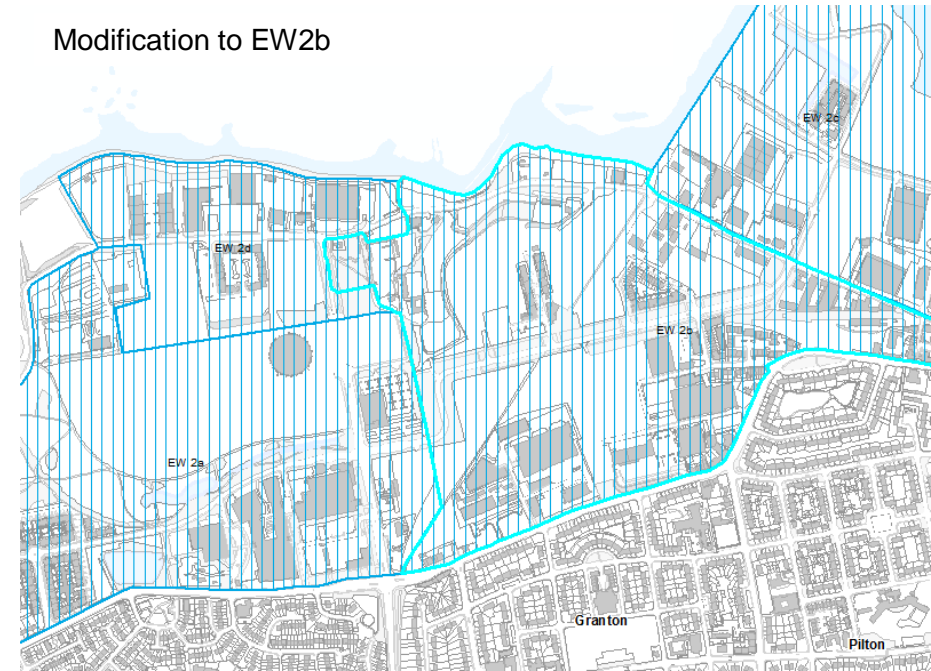 Modification to EW2b
EW 2c
EW 2d
EW 2b
EW 2a
Granton
Pilton